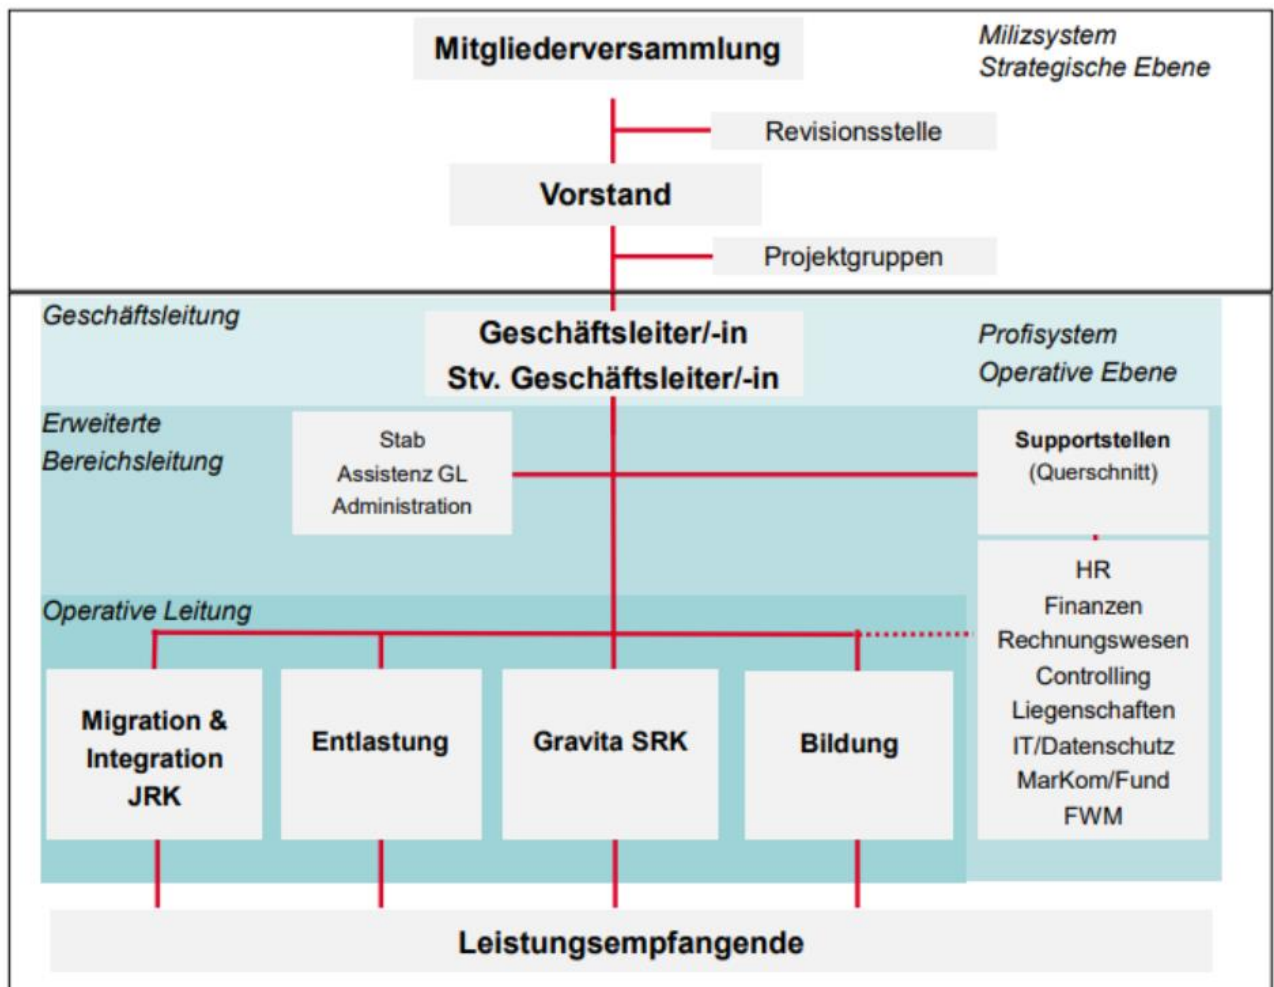 Mitgliederversammlung
Milizsystem
Strategische Ebene
Revisionsstelle
Vorstand
Projektgruppen
Geschäftsleitung
Geschäftsleiter/-in
Stv. Geschäftsleiter/-in
Profisystem
Operative Ebene
Erweiterte
Bereichsleitung
Stab
Assistenz GL
Administration
Supportstellen
(Querschnitt)
HR
Finanzen
Rechnungswesen
Controlling
Liegenschaften
IT/Datenschutz
MarKom/Fund
FWM
Operative Leitung
Migration &
Integration
JRK
Entlastung
Gravita SRK
Bildung
Leistungsempfangende